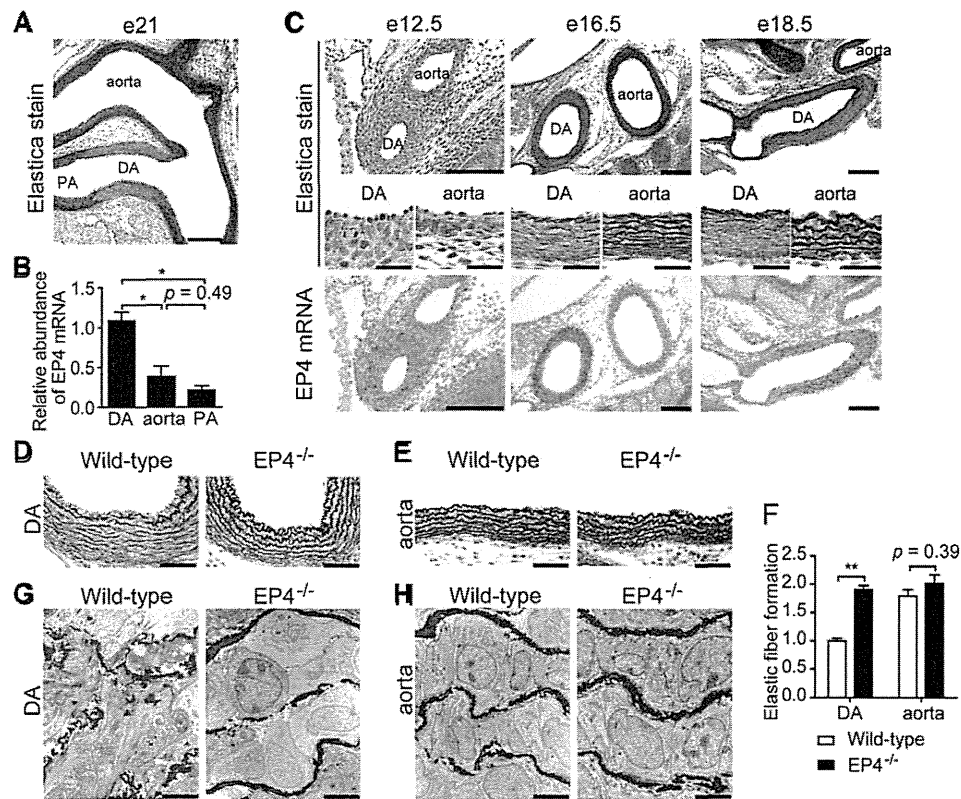 A
e21
Elastica stain
aorta
DA
PA
B
Relative abundance
of EP4 mRNA
1.5
1.0
0.5
0.0
*
*
p = 0.49
DA aorta PA
C
e12.5 e16.5 e18.5
Elastica stain
aorta
DA
aorta
DA
aorta
DA
DA aorta DA aorta DA aorta
EP4 mRNA
D
Wild-type EP4-/-
DA
E
Wild-type EP4-/-
aorta
F
Elastic fiber formation
2.5
2.0
1.5
1.0
0.5
0.0
**
p = 0.39
DA aorta
Wild-type
EP4-/-
G
Wild-type EP4-/-
DA
H
Wild-type EP4-/-
aorta